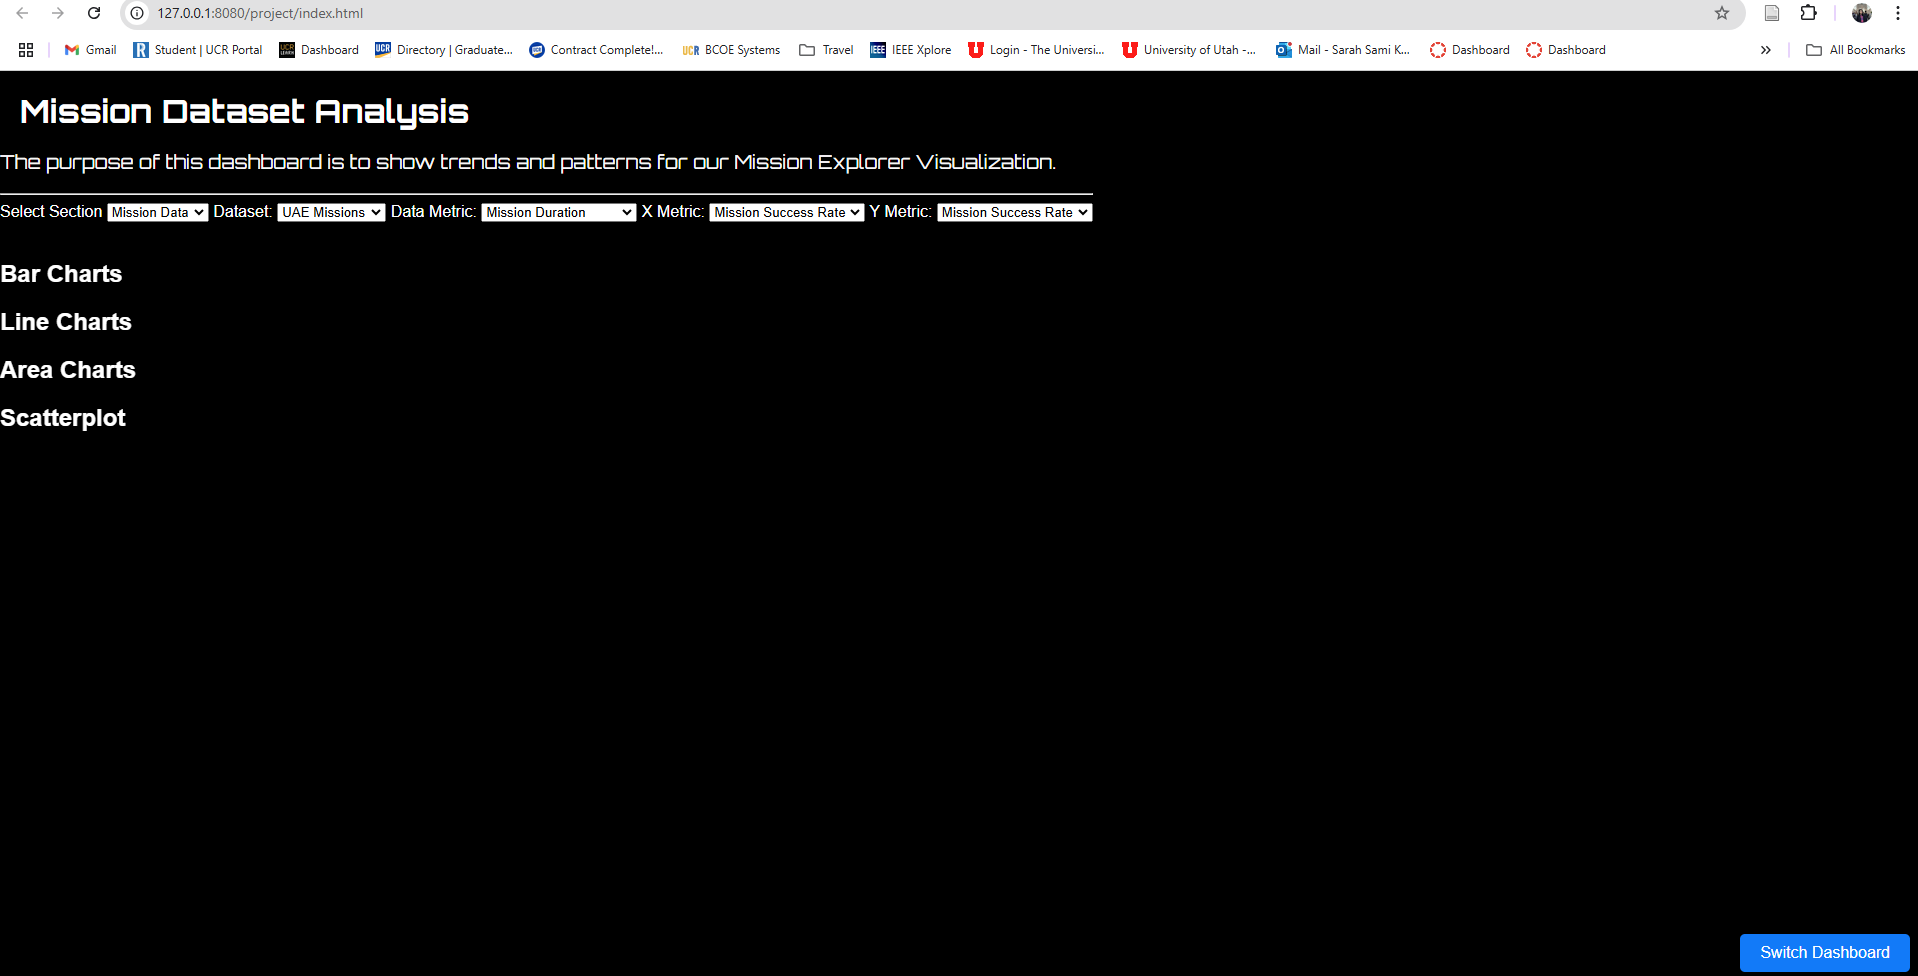 127.0.0.1:8080/project/index.html
Gmail Student | UCR Portal Dashboard Directory | Graduate... Contract Complete!... BCOE Systems Travel IEEE Xplore Login - The Universi... University of Utah -... Mail - Sarah Sami K... Dashboard Dashboard » All Bookmarks
Mission Dataset Analysis
The purpose of this dashboard is to show trends and patterns for our Mission Explorer Visualization.
Select Section Mission Data Dataset: UAE Missions Data Metric: Mission Duration X Metric: Mission Success Rate Y Metric: Mission Success Rate
Bar Charts
Line Charts
Area Charts
Scatterplot
Switch Dashboard